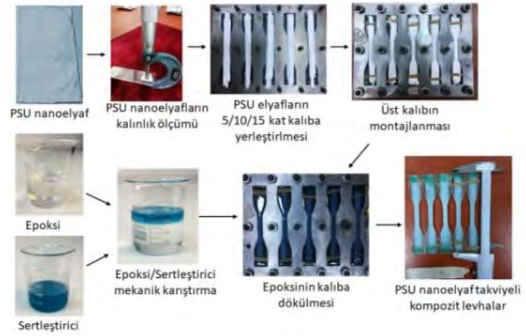 PSU nanoelyaf
PSU nanoelyafların
kalınlık ölçümü
PSU elyafların
5/10/15 kat kalıba
yerleştirlmesi
Üst kalıbın
montajlanması
Epoksi
Sertleştirici
Epoksi/Sertleştirici
mekanik karıştırma
Epoksinin kalıba
dökülmesi
PSU nanoelyaf takviyeli
kompozit levhalar